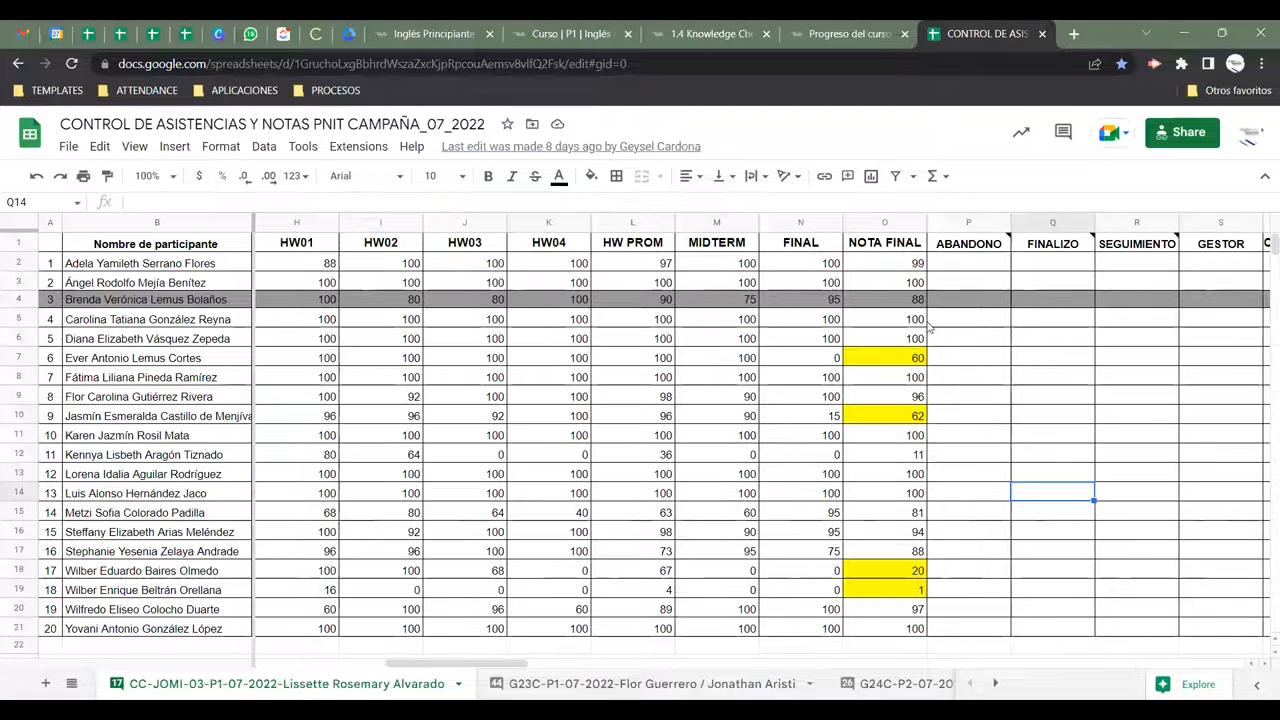 Inglés Principiante
Curso | P1 | Inglés
1.4 Knowledge Che
Progreso del curso
CONTROL DE ASIS
docs.google.com/spreadsheets/d/1GruchoLxgBbhrdWszaZxcKjpRpcouAemsv8vlfQ2Fsk/edit#gid=0
TEMPLATES ATTENDANCE APLICACIONES PROCESOS Otros favoritos
CONTROL DE ASISTENCIAS Y NOTAS PNIT CAMPAÑA_07_2022
Share
File Edit View Insert Format Data Tools Extensions Help Last edit was made 8 days ago by Geysel Cardona
100% $ % .0 .00 123 Arial 10 B I S A
Q14 fx
A B H I J K L M N O P Q R S
1 Nombre de participante HW01 HW02 HW03 HW04 HW PROM MIDTERM FINAL NOTA FINAL ABANDONO FINALIZO SEGUIMIENTO GESTOR C
2 1 Adela Yamileth Serrano Flores 88 100 100 100 97 100 100 99
3 2 Ángel Rodolfo Mejía Benítez 100 100 100 100 100 100 100 100
4 3 Brenda Verónica Lemus Bolaños 100 80 80 100 90 75 95 88
5 4 Carolina Tatiana González Reyna 100 100 100 100 100 100 100 100
6 5 Diana Elizabeth Vásquez Zepeda 100 100 100 100 100 100 100 100
7 6 Ever Antonio Lemus Cortes 100 100 100 100 100 100 0 60
8 7 Fátima Liliana Pineda Ramírez 100 100 100 100 100 100 100 100
9 8 Flor Carolina Gutiérrez Rivera 100 92 100 100 98 90 100 96
10 9 Jasmín Esmeralda Castillo de Menjíva 96 96 92 100 96 90 15 62
11 10 Karen Jazmín Rosil Mata 100 100 100 100 100 100 100 100
12 11 Kennya Lisbeth Aragón Tiznado 80 64 0 0 36 0 0 11
13 12 Lorena Idalia Aguilar Rodríguez 100 100 100 100 100 100 100 100
14 13 Luis Alonso Hernández Jaco 100 100 100 100 100 100 100 100
15 14 Metzi Sofia Colorado Padilla 68 80 64 40 63 60 95 81
16 15 Steffany Elizabeth Arias Meléndez 100 92 100 100 98 90 95 94
17 16 Stephanie Yesenia Zelaya Andrade 96 96 100 100 73 95 75 88
18 17 Wilber Eduardo Baires Olmedo 100 100 68 0 67 0 0 20
19 18 Wilber Enrique Beltrán Orellana 16 0 0 0 4 0 0 1
20 19 Wilfredo Eliseo Colocho Duarte 60 100 96 60 89 100 100 97
21 20 Yovani Antonio González López 100 100 100 100 100 100 100 100
22
17 CC-JOMI-03-P1-07-2022-Lissette Rosemary Alvarado 44 G23C-P1-07-2022-Flor Guerrero / Jonathan Aristi 26 G24C-P2-07-20 Explore